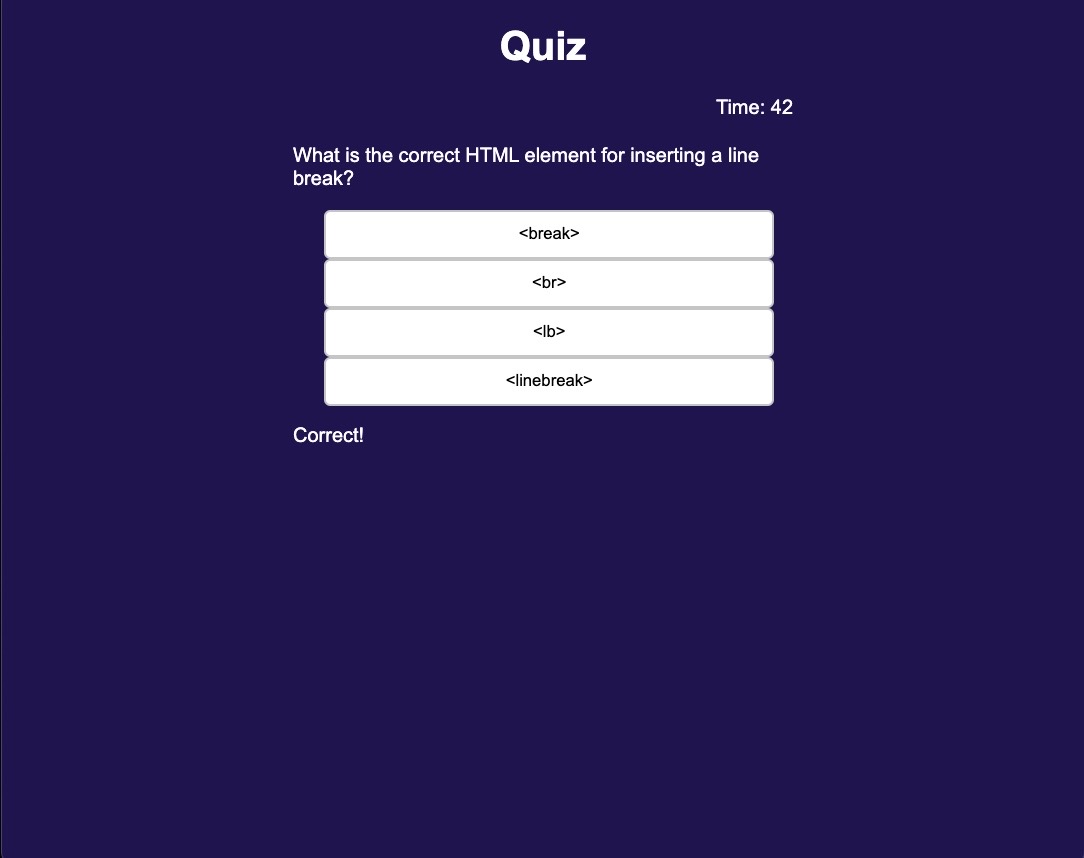 Quiz
Time: 42
What is the correct HTML element for inserting a line
break?
<break>
<br>
<lb>
<linebreak>
Correct!